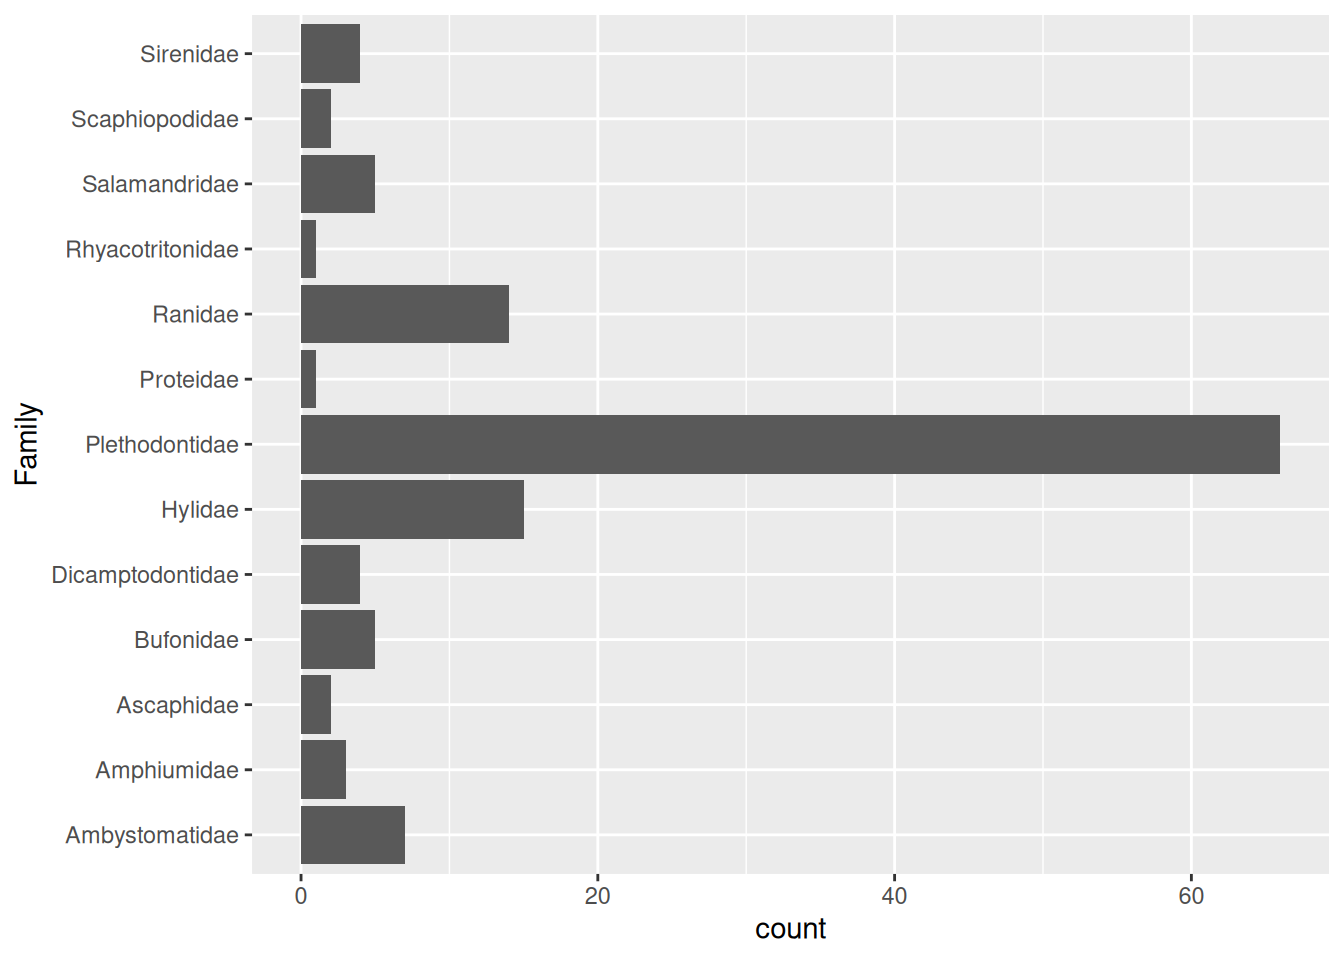 Family
Sirenidae
Scaphiopodidae
Salamandridae
Rhyacotritonidae
Ranidae
Proteidae
Plethodontidae
Hylidae
Dicamptodontidae
Bufonidae
Ascaphidae
Amphiumidae
Ambystomatidae
0 20 40 60
count